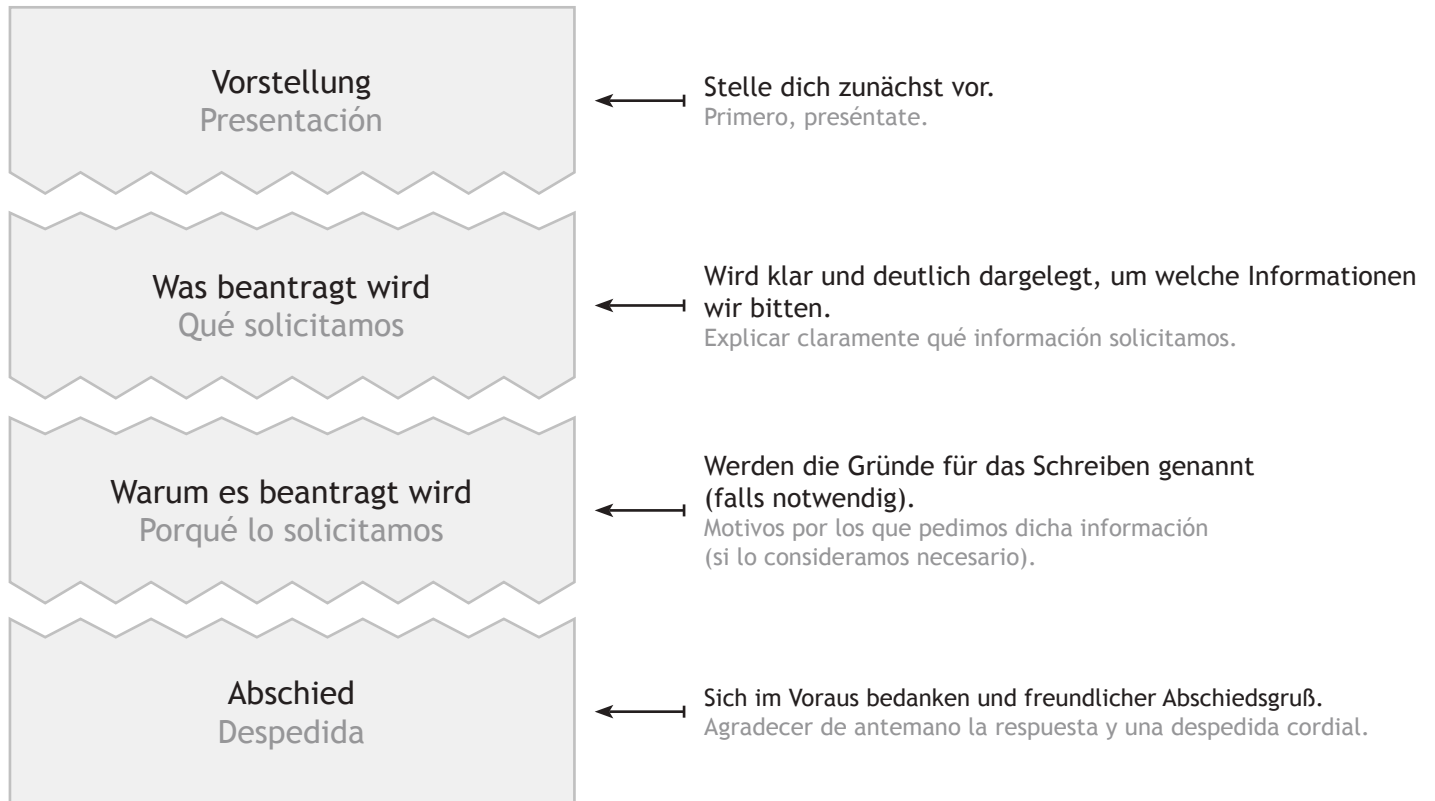 Vorstellung
Presentación
Stelle dich zunächst vor.
Primero, preséntate.
Was beantragt wird
Qué solicitamos
Wird klar und deutlich dargelegt, um welche Informationen
wir bitten.
Explicar claramente qué información solicitamos.
Warum es beantragt wird
Porqué lo solicitamos
Werden die Gründe für das Schreiben genannt
(falls notwendig).
Motivos por los que pedimos dicha información
(si lo consideramos necesario).
Abschied
Despedida
Sich im Voraus bedanken und freundlicher Abschiedsgruß.
Agradecer de antemano la respuesta y una despedida cordial.